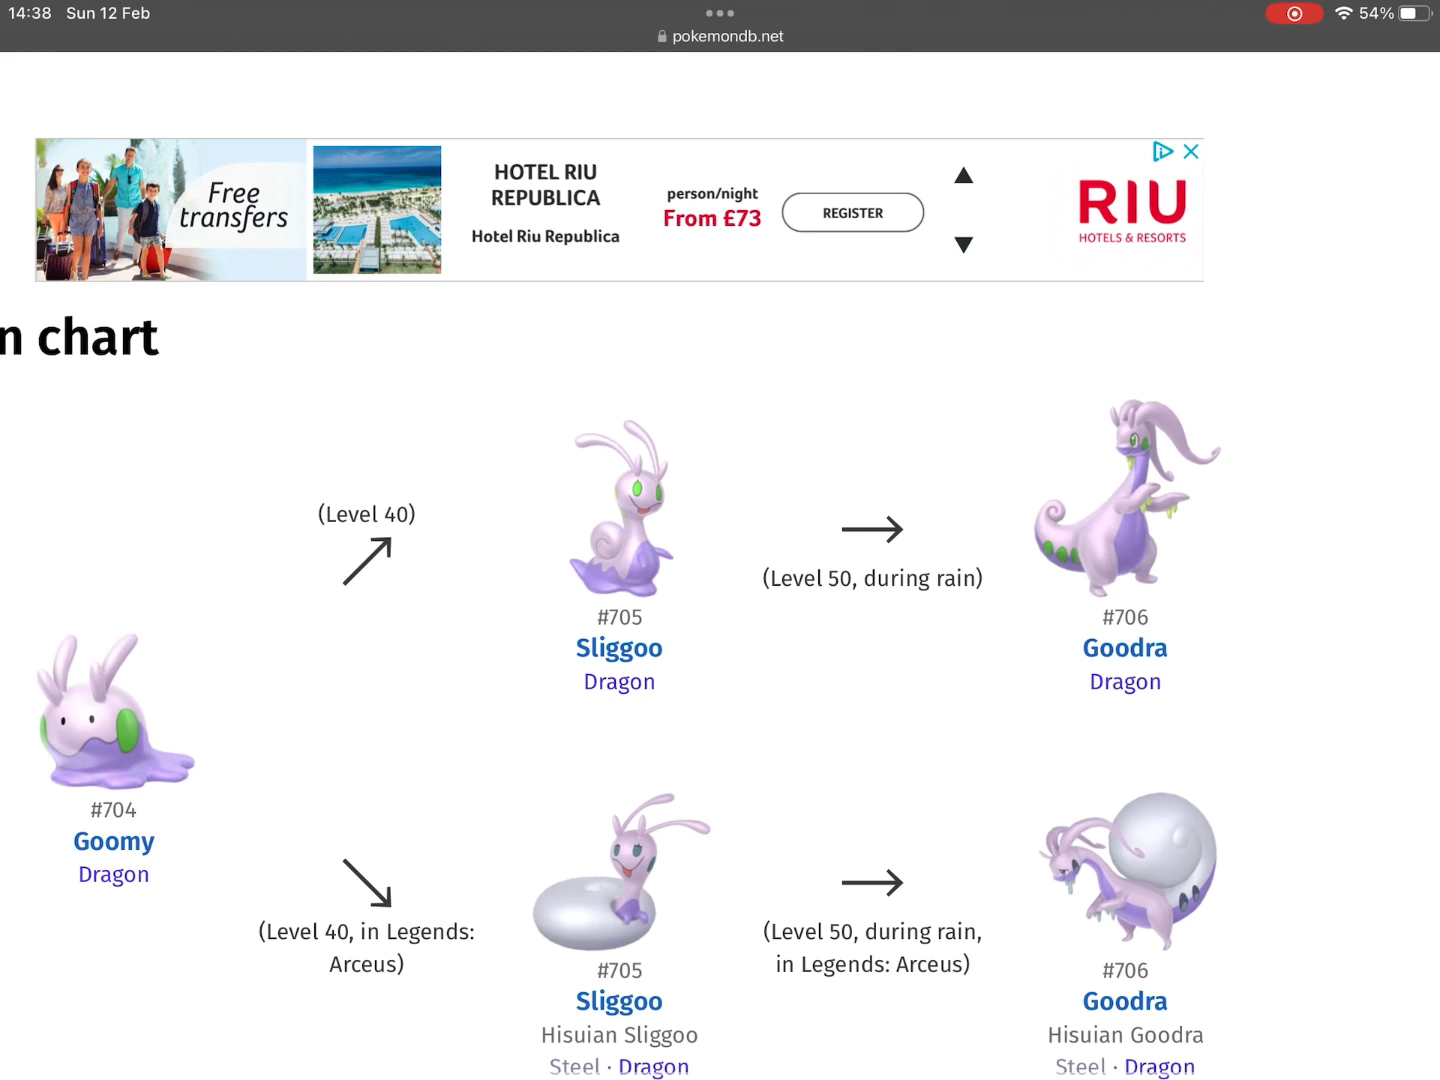 14:38 Sun 12 Feb
54%
pokemondb.net
Free
transfers
HOTEL RIU
REPUBLICA
Hotel Riu Republica
person/night
From £73
REGISTER
RIU
HOTELS & RESORTS
n chart
(Level 40)
(Level 50, during rain)
#705
Sliggoo
Dragon
#706
Goodra
Dragon
#704
Goomy
Dragon
(Level 40, in Legends:
Arceus)
(Level 50, during rain,
in Legends: Arceus)
#705
Sliggoo
Hisuian Sliggoo
Steel · Dragon
#706
Goodra
Hisuian Goodra
Steel · Dragon